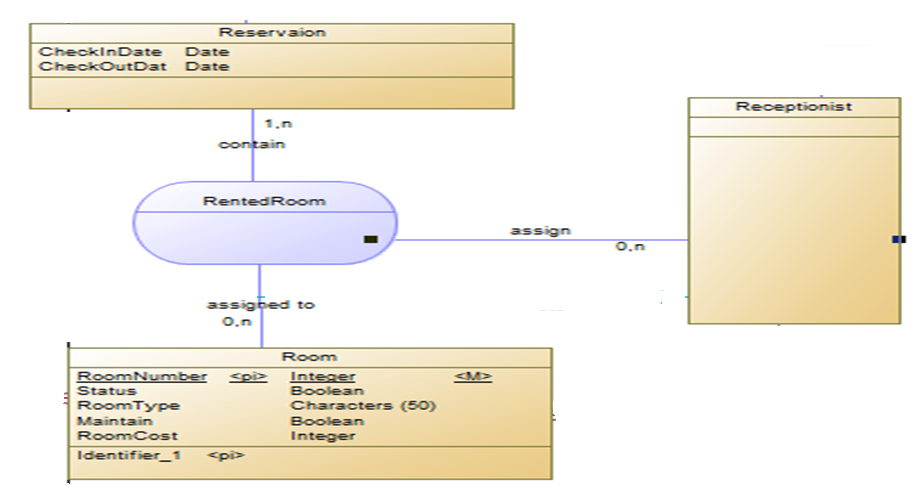 Reservaion
CheckInDate Date
CheckOutDat Date
1,n
contain
Receptionist
RentedRoom
assign
0,n
assigned to
0,n
Room
RoomNumber <pi> Integer <M>
Status Boolean
RoomType Characters (50)
Maintain Boolean
RoomCost Integer
Identifier_1 <pi>